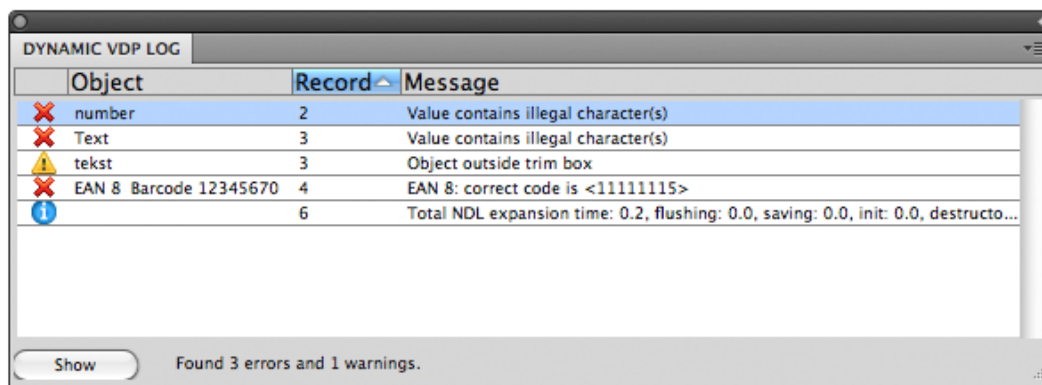 DYNAMIC VDP LOG
Object Record Message
number 2 Value contains illegal character(s)
Text 3 Value contains illegal character(s)
tekst 3 Object outside trim box
EAN 8 Barcode 12345670 4 EAN 8: correct code is <11111115>
6 Total NDL expansion time: 0.2, flushing: 0.0, saving: 0.0, init: 0.0, destructo...
Show Found 3 errors and 1 warnings.